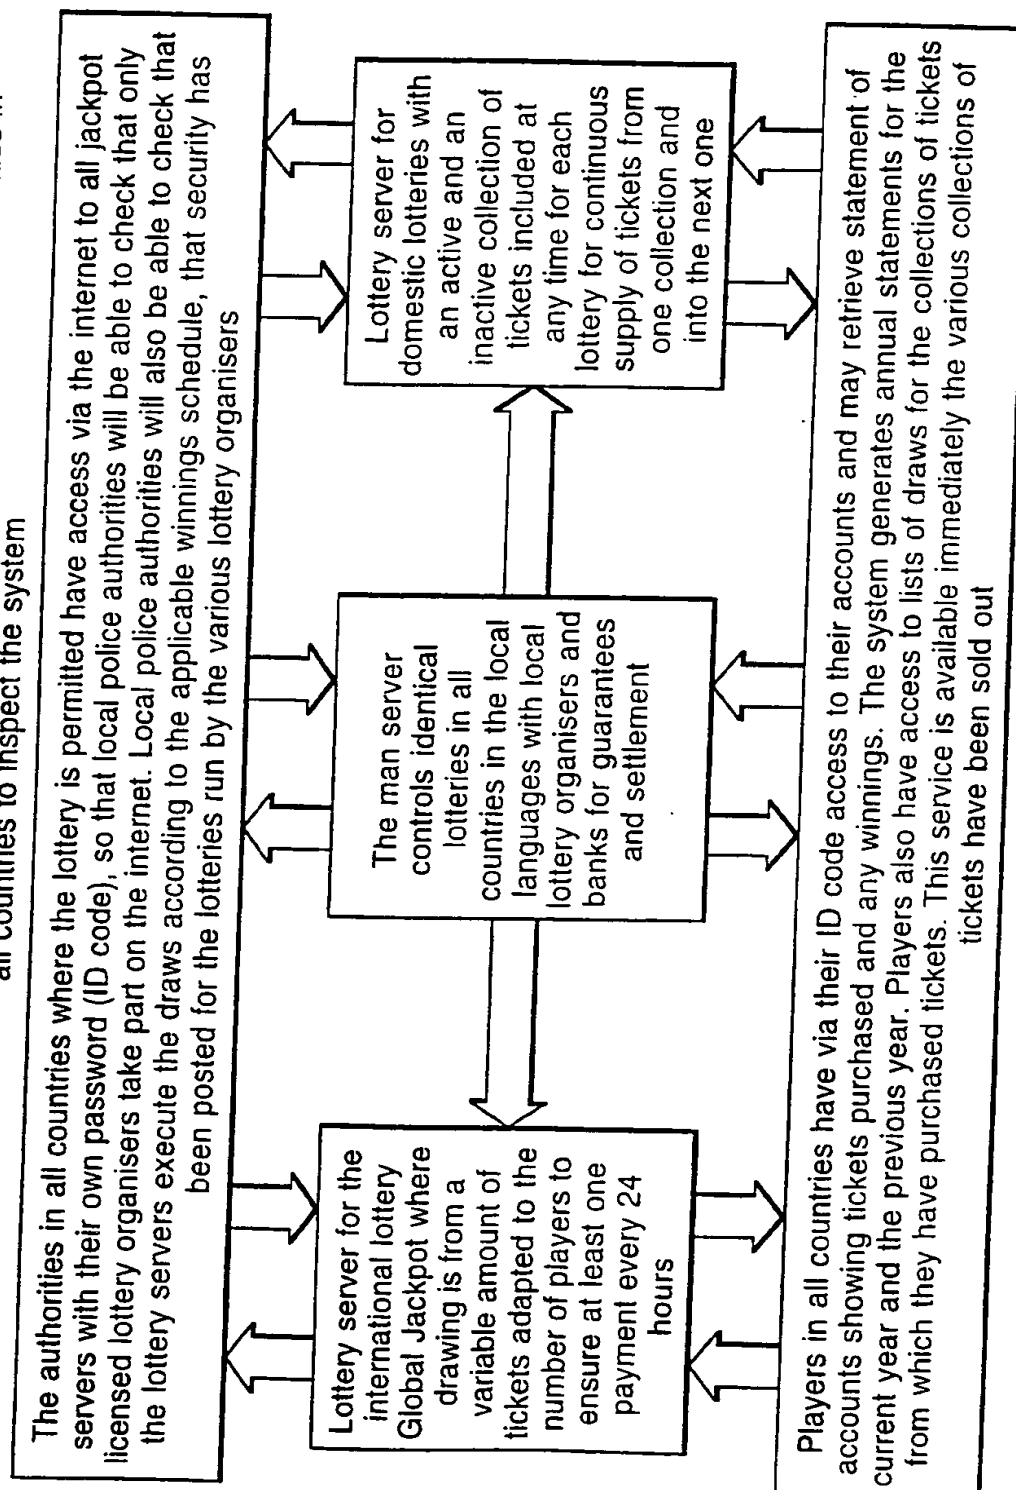 all countries to inspect the system
The authorities in all countries where the lottery is permitted have access via the internet to all jackpot
servers with their own password (ID code), so that local police authorities will be able to check that only
licensed lottery organisers take part on the internet. Local police authorities will also be able to check that
the lottery servers execute the draws according to the applicable winnings schedule, that security has
been posted for the lotteries run by the various lottery organisers
Lottery server for the
international lottery
Global Jackpot where
drawing is from a
variable amount of
tickets adapted to the
number of players to
ensure at least one
payment every 24
hours
The man server
controls identical
lotteries in all
countries in the local
languages with local
lottery organisers and
banks for guarantees
and settlement
Lottery server for
domestic lotteries with
an active and an
inactive collection of
tickets included at
any time for each
lottery for continuous
supply of tickets from
one collection and
into the next one
Players in all countries have via their ID code access to their accounts and may retrieve statement of
accounts showing tickets purchased and any winnings. The system generates annual statements for the
current year and the previous year. Players also have access to lists of draws for the collections of tickets
from which they have purchased tickets. This service is available immediately the various collections of
tickets have been sold out